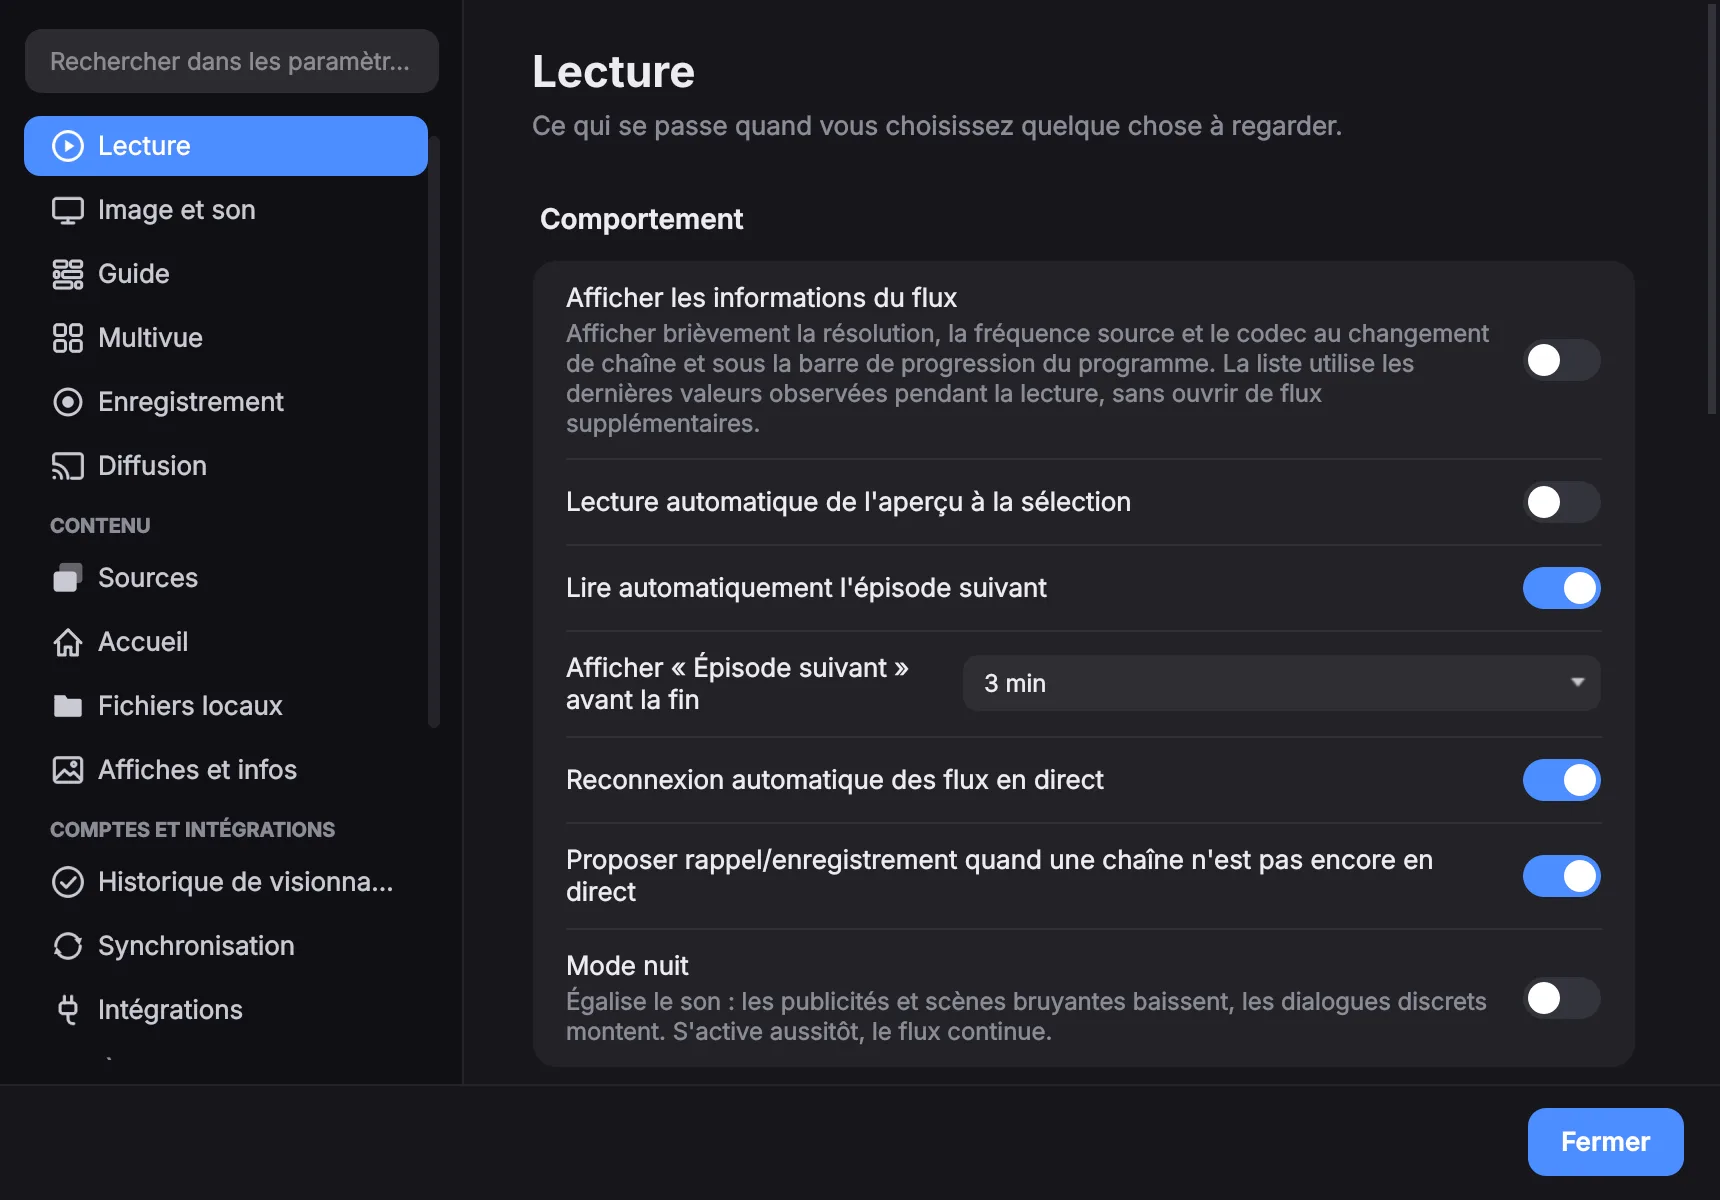 Rechercher dans les paramètr...
Lecture
Image et son
Guide
Multivue
Enregistrement
Diffusion
CONTENU
Sources
Accueil
Fichiers locaux
Affiches et infos
COMPTES ET INTÉGRATIONS
Historique de visionna...
Synchronisation
Intégrations
Lecture
Ce qui se passe quand vous choisissez quelque chose à regarder.
Comportement
Afficher les informations du flux
Afficher brièvement la résolution, la fréquence source et le codec au changement
de chaîne et sous la barre de progression du programme. La liste utilise les
dernières valeurs observées pendant la lecture, sans ouvrir de flux
supplémentaires.
Lecture automatique de l'aperçu à la sélection
Lire automatiquement l'épisode suivant
Afficher « Épisode suivant »
avant la fin
3 min
Reconnexion automatique des flux en direct
Proposer rappel/enregistrement quand une chaîne n'est pas encore en
direct
Mode nuit
Égalise le son : les publicités et scènes bruyantes baissent, les dialogues discrets
montent. S'active aussitôt, le flux continue.
Fermer